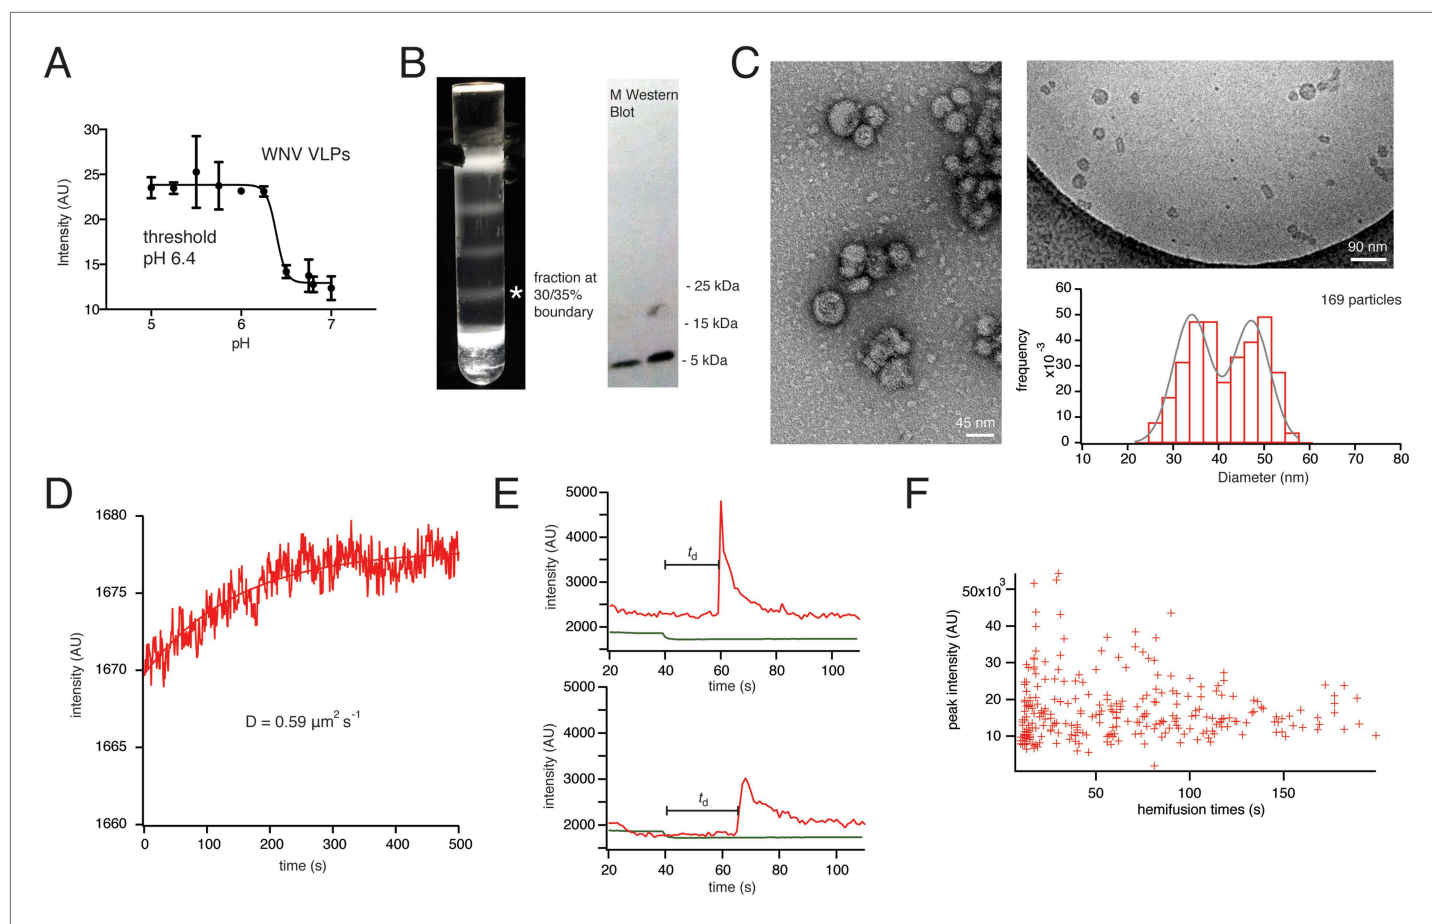 A
30
25
20
15
10
Intensity (AU)
WNV VLPs
threshold
pH 6.4
5
6
7
pH
B
WT
fraction at
30/35%
boundary
*
M Western
Blot
- 25 kDa
- 15 kDa
- 5 kDa
C
45 nm
90 nm
169 particles
60
50
40
30
20
10
0
frequency
x10⁻³
10
20
30
40
50
60
70
80
Diameter (nm)
D
1680
1675
1670
1665
1660
intensity (AU)
D = 0.59 µm² s⁻¹
0
100
200
300
400
500
time (s)
E
5000
4000
3000
2000
intensity (AU)
td
20
40
60
80
100
time (s)
5000
4000
3000
2000
intensity (AU)
td
20
40
60
80
100
time (s)
F
50x10³
40
30
20
10
peak intensity (AU)
50
100
150
hemifusion times (s)